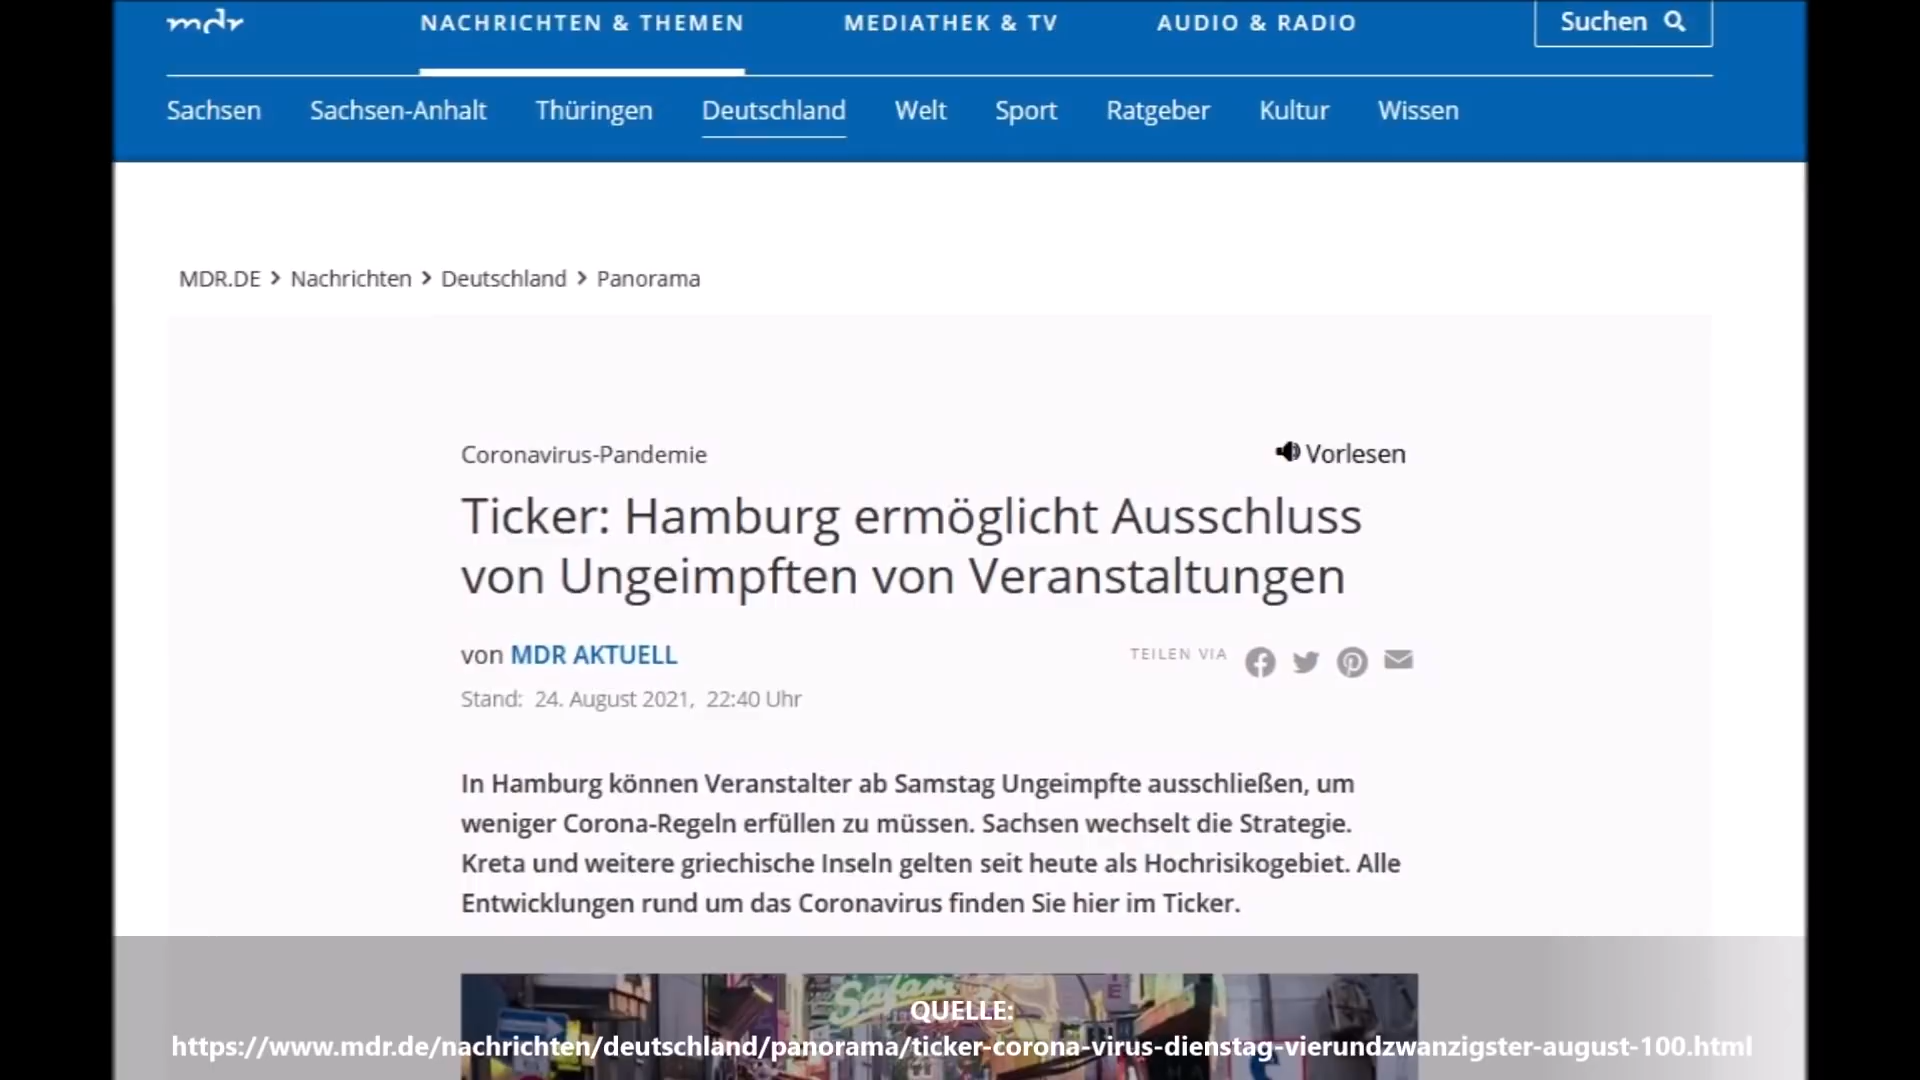 mdr
NACHRICHTEN & THEMEN
MEDIATHEK & TV
AUDIO & RADIO
Suchen
Sachsen
Sachsen-Anhalt
Thüringen
Deutschland
Welt
Sport
Ratgeber
Kultur
Wissen
MDR.DE > Nachrichten > Deutschland > Panorama
Coronavirus-Pandemie
Vorlesen
Ticker: Hamburg ermöglicht Ausschluss
von Ungeimpften von Veranstaltungen
von MDR AKTUELL
TEILEN VIA
Stand: 24. August 2021, 22:40 Uhr
In Hamburg können Veranstalter ab Samstag Ungeimpfte ausschließen, um
weniger Corona-Regeln erfüllen zu müssen. Sachsen wechselt die Strategie.
Kreta und weitere griechische Inseln gelten seit heute als Hochrisikogebiet. Alle
Entwicklungen rund um das Coronavirus finden Sie hier im Ticker.
Safari
QUELLE:
https://www.mdr.de/nachrichten/deutschland/panorama/ticker-corona-virus-dienstag-vierundzwanzigster-august-100.html